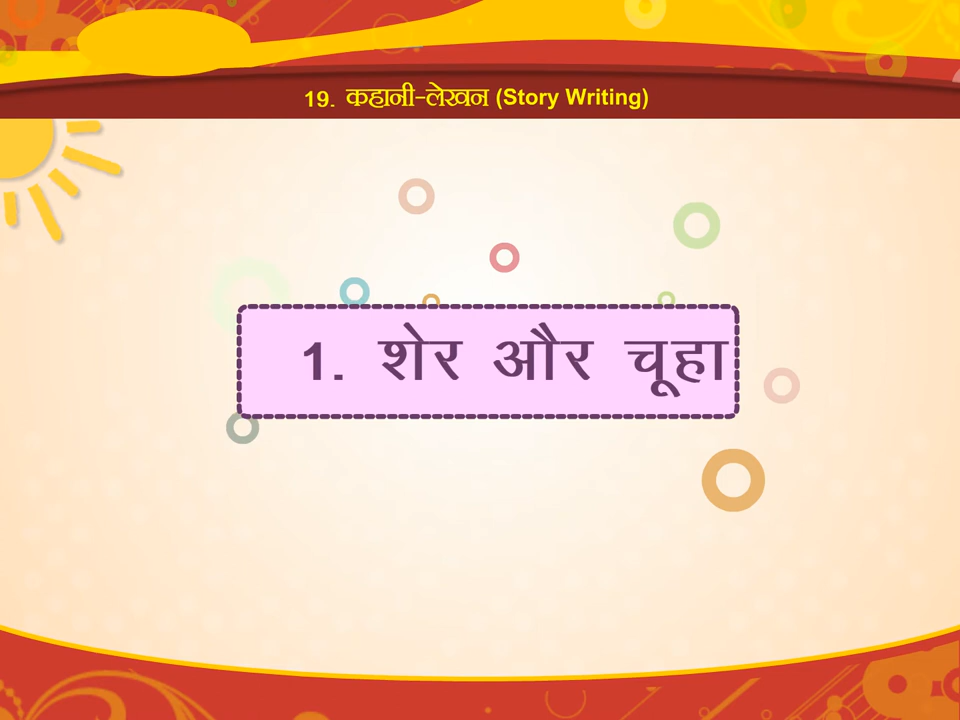 19. कहानी-लेखन (Story Writing)
1. शेर और चूहा